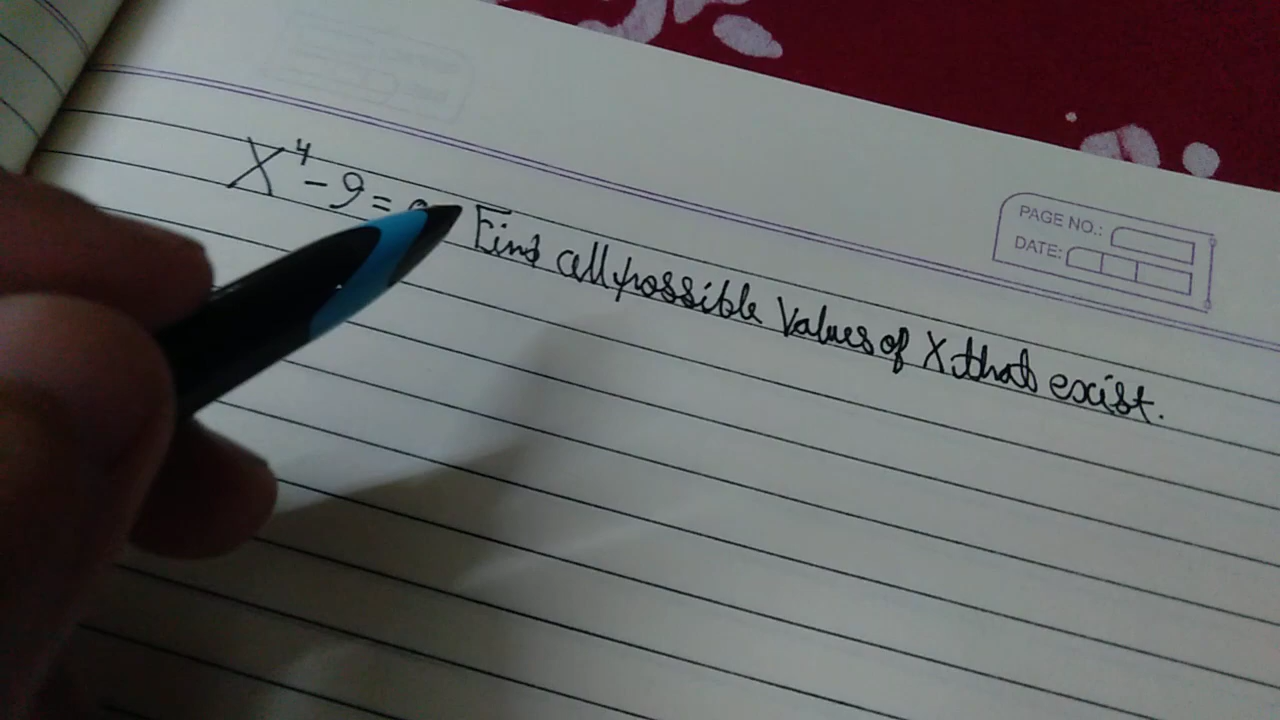 X⁴-9= Find all possible values of X that exist.
PAGE NO.:
DATE: